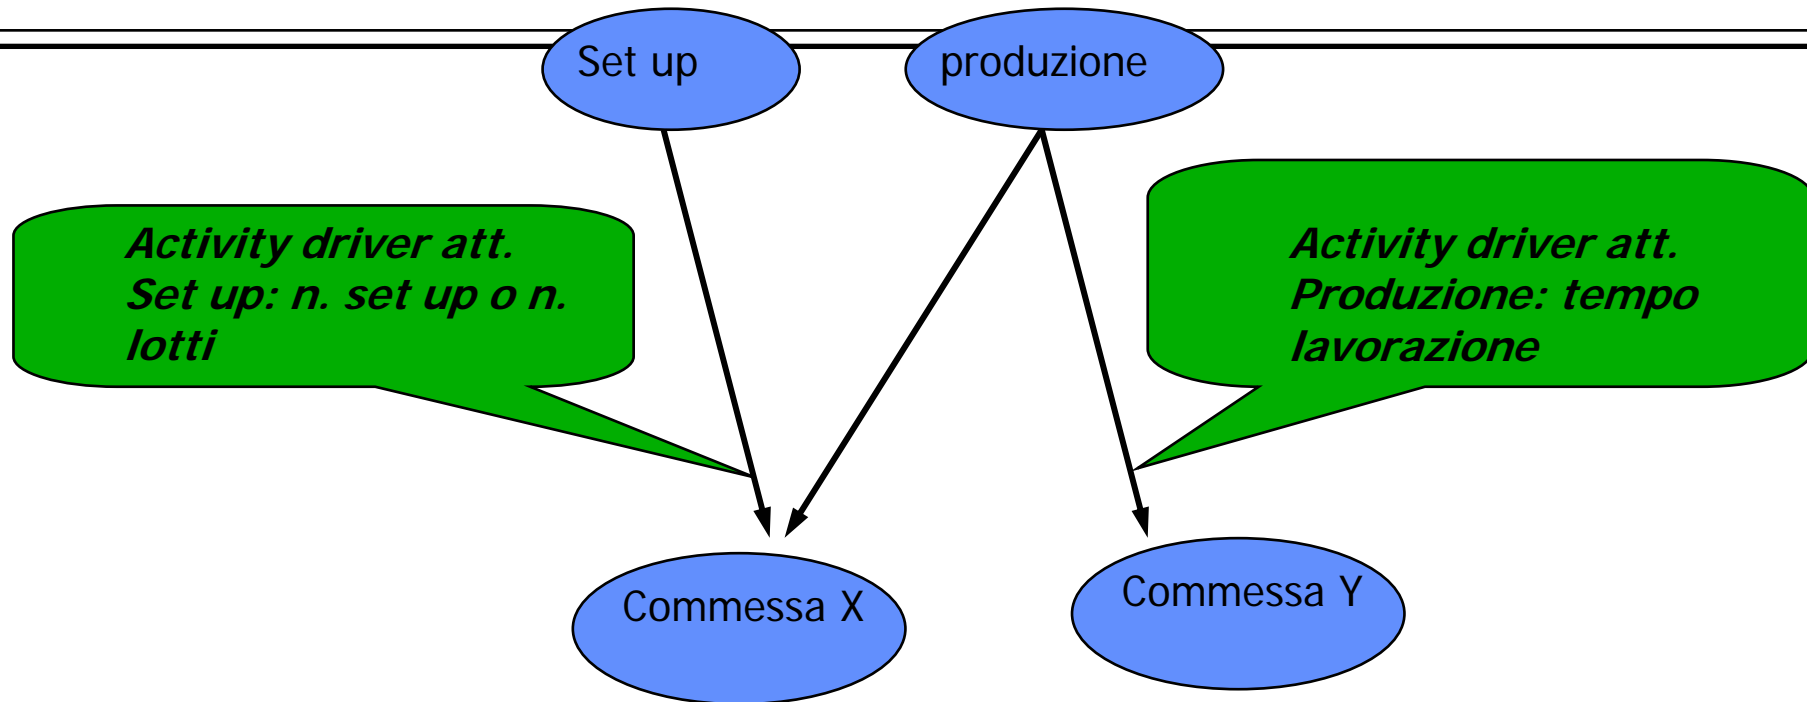 Set up
produzione
Activity driver att.
Set up: n. set up o n.
lotti
Activity driver att.
Produzione: tempo
lavorazione
Commessa X
Commessa Y